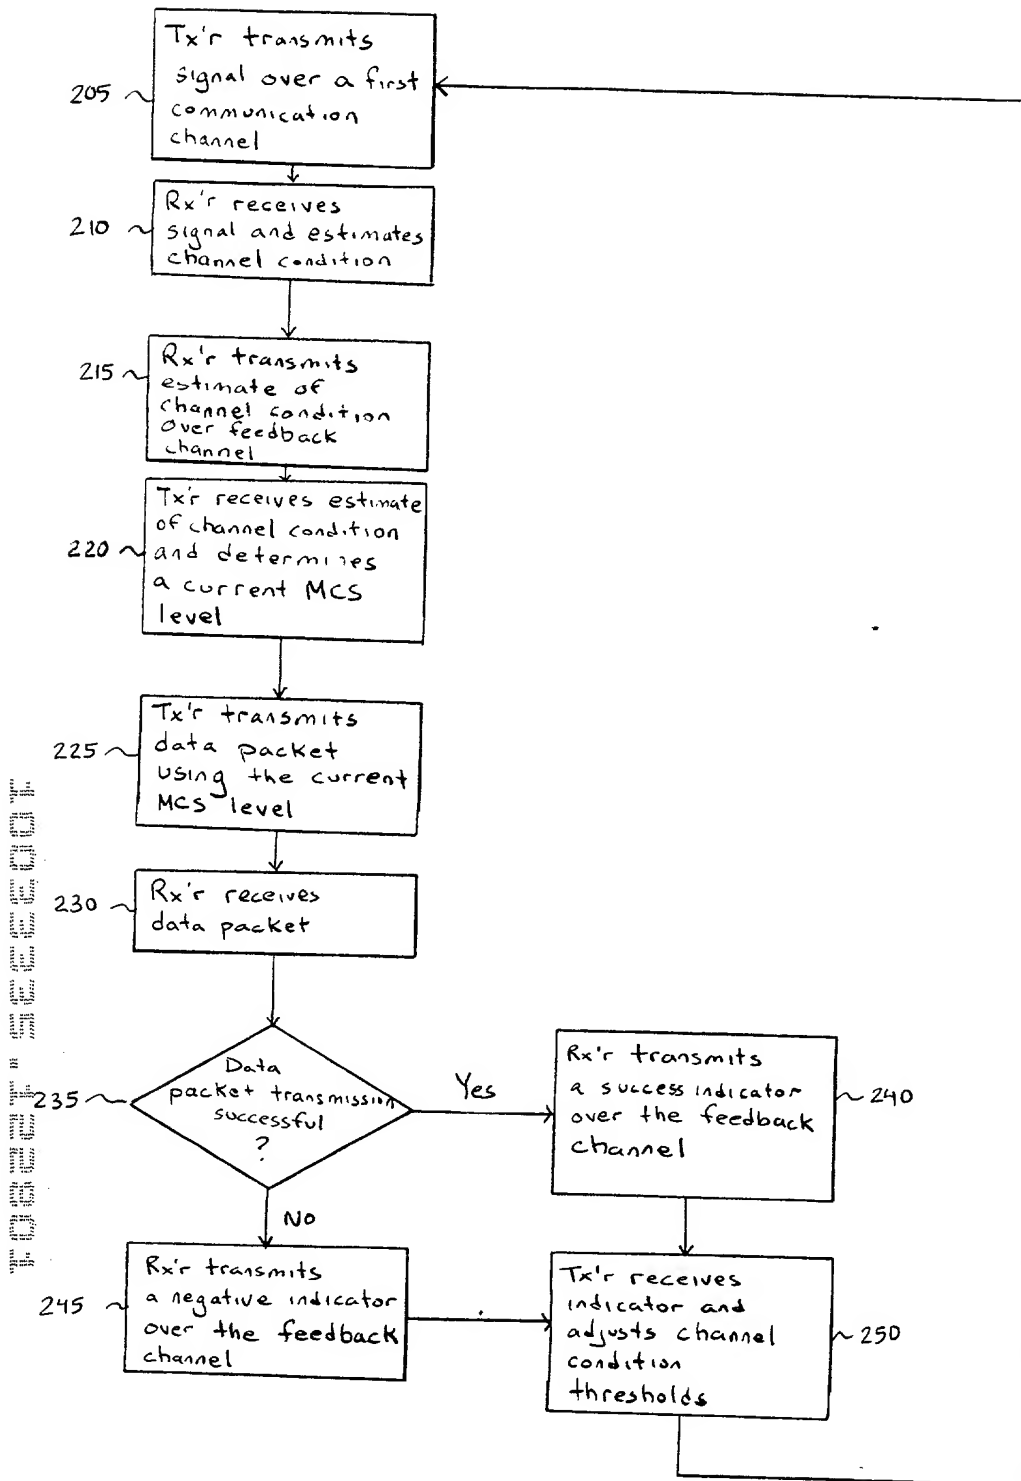 Tx'r transmits
signal over a first
communication
channel
205
Rx'r receives
signal and estimates
channel condition
210
Rx'r transmits
estimate of
channel condition
over feedback
channel
215
Tx'r receives estimate
of channel condition
and determines
a current MCS
level
220
Tx'r transmits
data packet
using the current
MCS level
225
Rx'r receives
data packet
230
Data
packet transmission
successful
?
235
Yes
Rx'r transmits
a success indicator
over the feedback
channel
240
No
Rx'r transmits
a negative indicator
over the feedback
channel
245
Tx'r receives
indicator and
adjusts channel
condition
thresholds
250